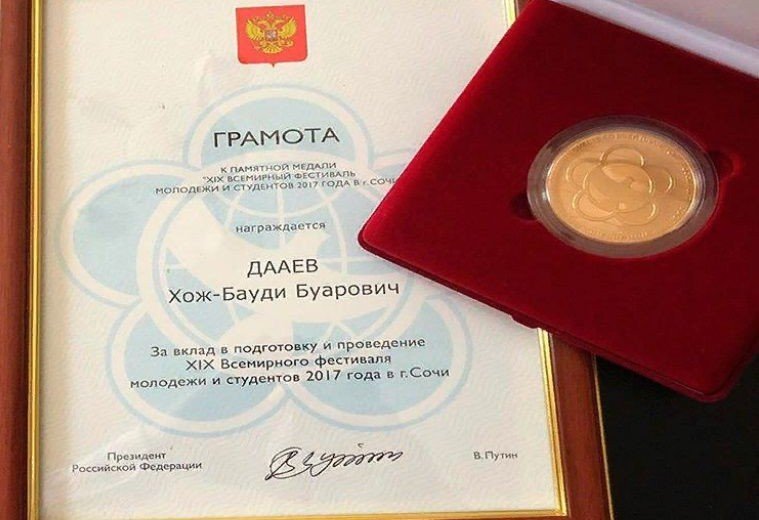 ГРАМОТА
К ПАМЯТНОЙ МЕДАЛИ
"XIX ВСЕМИРНЫЙ ФЕСТИВАЛЬ
МОЛОДЕЖИ И СТУДЕНТОВ 2017 ГОДА В г.СОЧИ
награждается
ДААЕВ
Хож-Бауди Буарович
За вклад в подготовку и проведение
XIX Всемирного фестиваля
молодежи и студентов 2017 года в г.Сочи
Президент
Российской Федерации
В.Путин